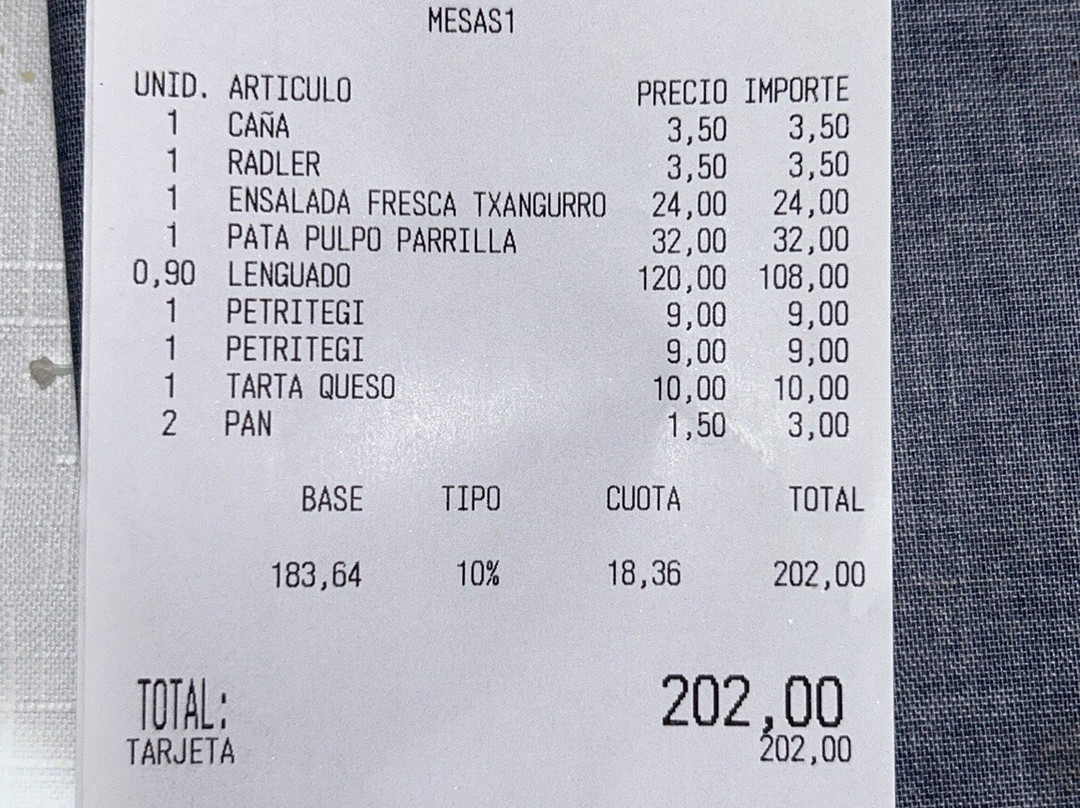 MESAS1
UNID. ARTICULO PRECIO IMPORTE
1 CAÑA 3,50 3,50
1 RADLER 3,50 3,50
1 ENSALADA FRESCA TXANGURRO 24,00 24,00
1 PATA PULPO PARRILLA 32,00 32,00
0,90 LENGUADO 120,00 108,00
1 PETRITEGI 9,00 9,00
1 PETRITEGI 9,00 9,00
1 TARTA QUESO 10,00 10,00
2 PAN 1,50 3,00
BASE TIPO CUOTA TOTAL
183,64 10% 18,36 202,00
TOTAL: 202,00
TARJETA 202,00